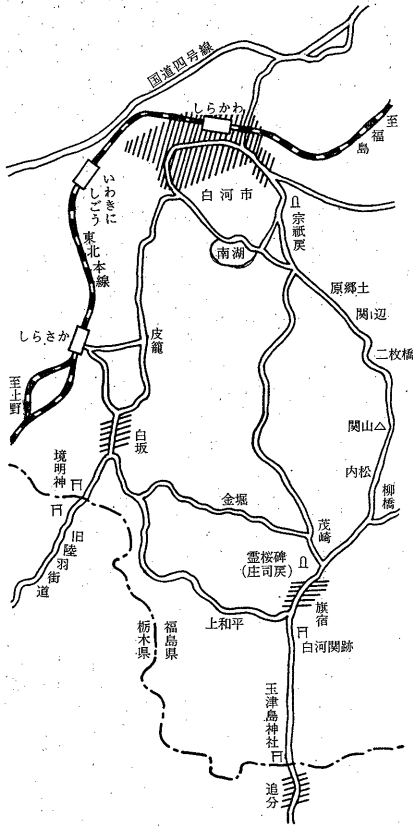 国道四号線
しらかわ
至福島
いわきにしごう
白河市
宗祇戻
東北本線
南湖
原郷土
関辺
しらさか
皮籠
二枚橋
至上野
関山
白坂
内松
境明神
金堀
柳橋
茂崎
旧陸羽街道
霊桜碑
(庄司戻)
旗宿
上和平
福島県
栃木県
白河関跡
玉津島神社
追分